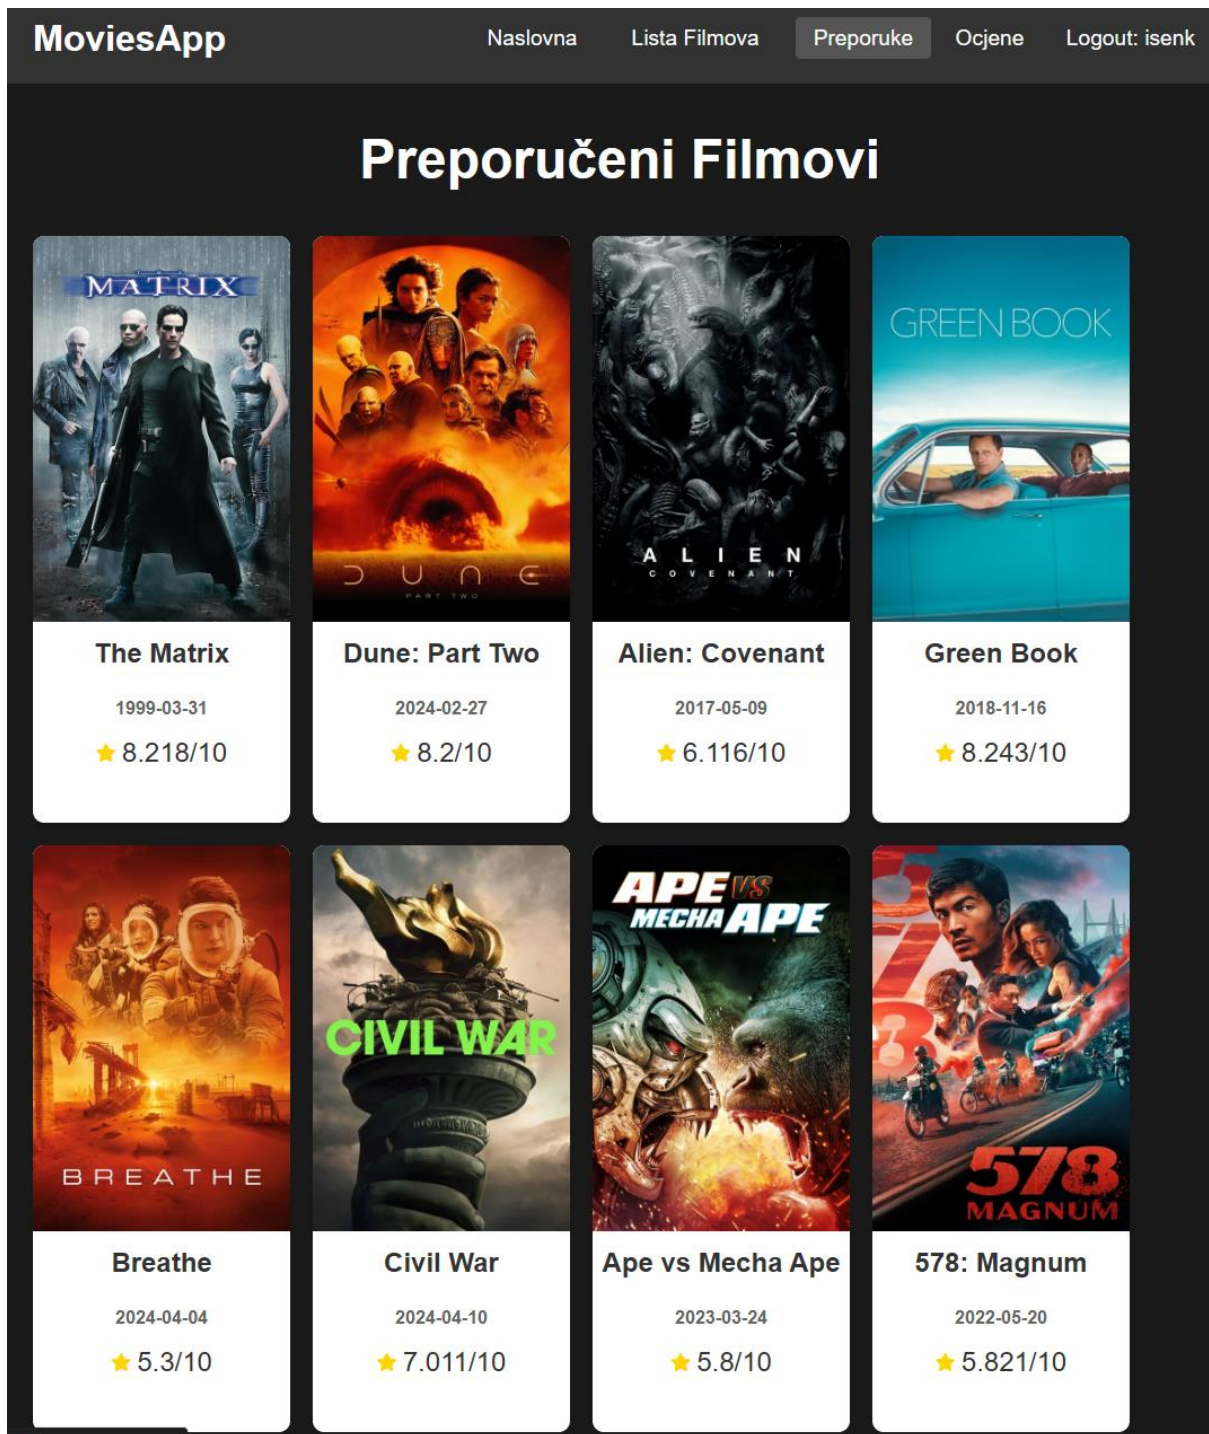 MoviesApp
Naslovna
Lista Filmova
Preporuke
Ocjene
Logout: isenk
Preporučeni Filmovi
THE
MATRIX
DUNE
PART TWO
ALIEN
COVENANT
GREEN BOOK
The Matrix
Dune: Part Two
Alien: Covenant
Green Book
1999-03-31
2024-02-27
2017-05-09
2018-11-16
8.218/10
8.2/10
6.116/10
8.243/10
BREATHE
CIVIL WAR
APE VS
MECHA APE
578
578
MAGNUM
Breathe
Civil War
Ape vs Mecha Ape
578: Magnum
2024-04-04
2024-04-10
2023-03-24
2022-05-20
5.3/10
7.011/10
5.8/10
5.821/10